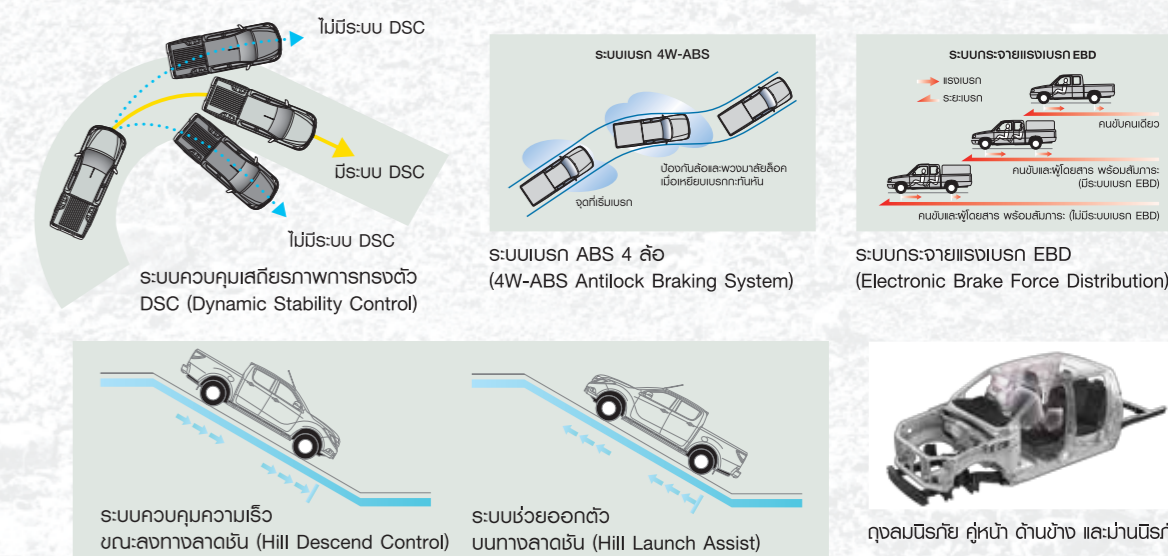 ไม่มีระบบ DSC
มีระบบ DSC
ไม่มีระบบ DSC
ระบบควบคุมเสถียรภาพการทรงตัว
DSC (Dynamic Stability Control)
ระบบเบรก 4W-ABS
ป้องกันล้อและพวงมาลัยล็อค
เมื่อเหยียบเบรกกะทันหัน
จุดที่เริ่มเบรก
ระบบเบรก ABS 4 ล้อ
(4W-ABS Antilock Braking System)
ระบบกระจายแรงเบรก EBD
แรงเบรก
ระยะเบรก
คนขับคนเดียว
คนขับและผู้โดยสาร พร้อมสัมภาระ
(มีระบบเบรก EBD)
คนขับและผู้โดยสาร พร้อมสัมภาระ (ไม่มีระบบเบรก EBD)
ระบบกระจายแรงเบรก EBD
(Electronic Brake Force Distribution)
ระบบควบคุมความเร็ว
ขณะลงทางลาดชัน (Hill Descend Control)
ระบบช่วยออกตัว
บนทางลาดชัน (Hill Launch Assist)
ถุงลมนิรภัย คู่หน้า ด้านข้าง